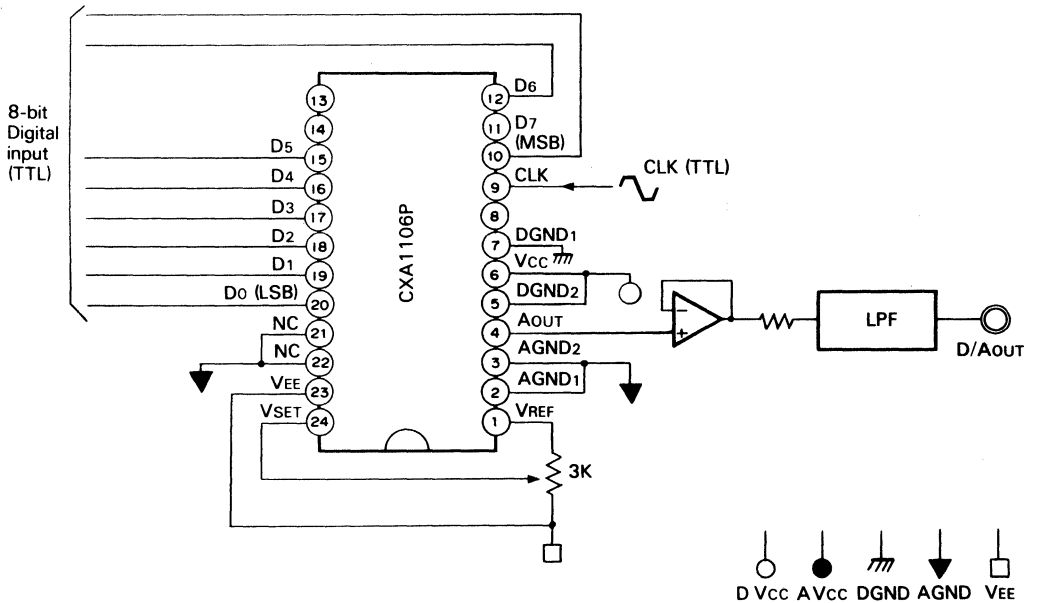 8-bit
Digital
input
(TTL)
13
14
D5 15
D4 16
D3 17
D2 18
D1 19
D0 (LSB) 20
NC 21
NC 22
VEE 23
VSET 24
CXA1106P
12 D6
11 D7
(MSB)
10
9 CLK
CLK (TTL)
8
7 DGND1
6 VCC
5 DGND2
4 AOUT
3 AGND2
2 AGND1
1 VREF
3K
−
+
LPF
D/AOUT
D VCC A VCC DGND AGND VEE